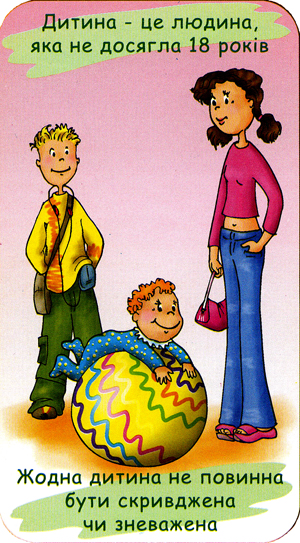 Дитина - це людина,
яка не досягла 18 років
Жодна дитина не повинна
бути скривджена
чи зневажена